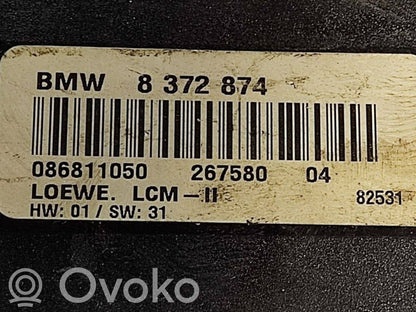 BMW 8 372 874
086811050 267580 04
LOEWE. LCM-II 82531
HW: 01 / SW: 31
Ovoko